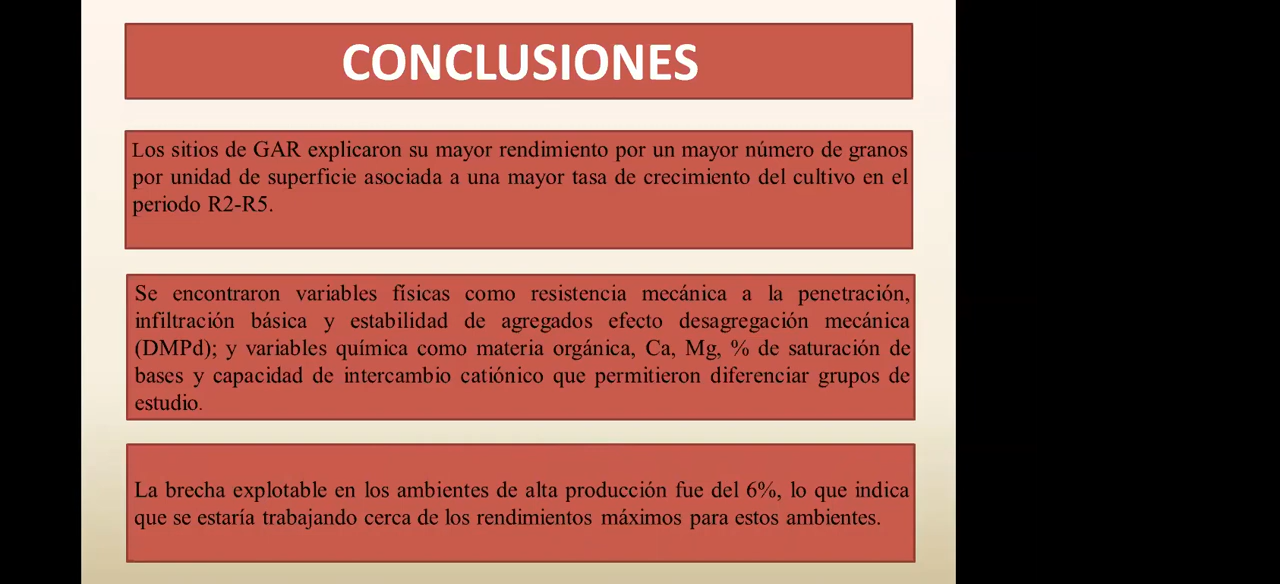 CONCLUSIONES
Los sitios de GAR explicaron su mayor rendimiento por un mayor número de granos
por unidad de superficie asociada a una mayor tasa de crecimiento del cultivo en el
periodo R2-R5.
Se encontraron variables físicas como resistencia mecánica a la penetración,
infiltración básica y estabilidad de agregados efecto desagregación mecánica
(DMPd); y variables química como materia orgánica, Ca, Mg, % de saturación de
bases y capacidad de intercambio catiónico que permitieron diferenciar grupos de
estudio.
La brecha explotable en los ambientes de alta producción fue del 6%, lo que indica
que se estaría trabajando cerca de los rendimientos máximos para estos ambientes.